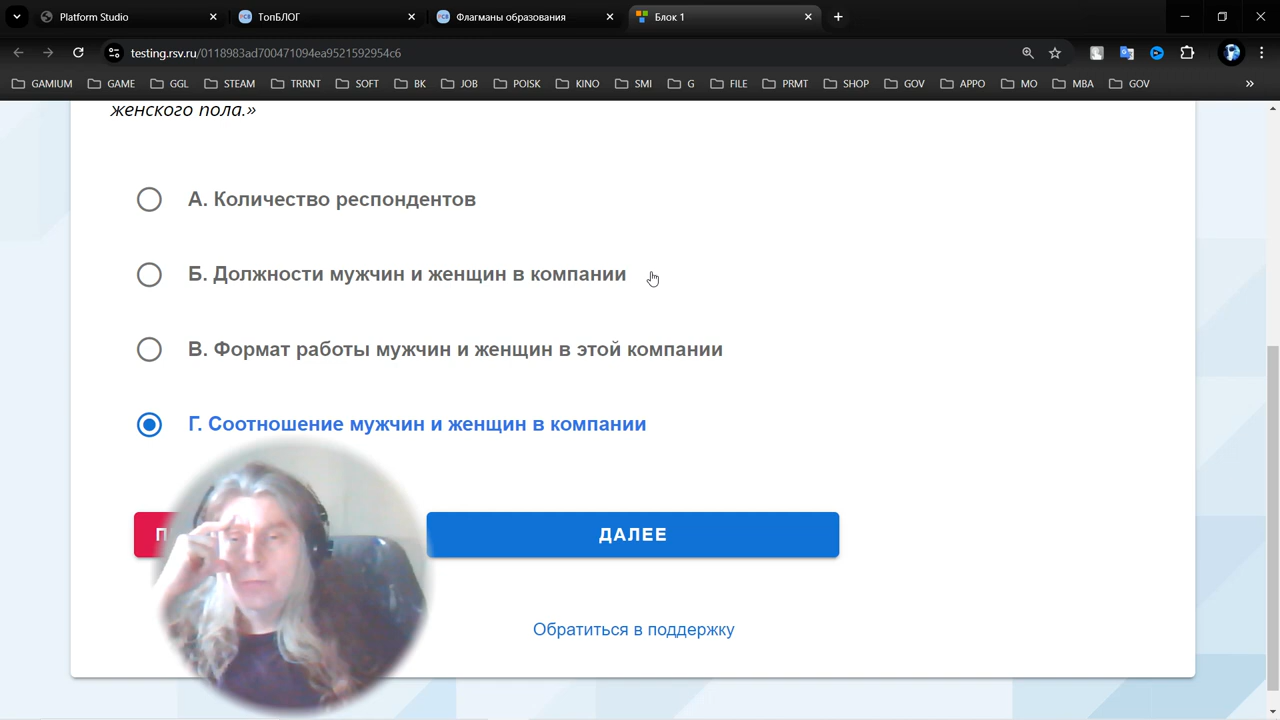 Platform Studio
ТопБЛОГ
Флагманы образования
Блок 1
testing.rsv.ru/0118983ad700471094ea9521592954c6
GAMIUM
GAME
GGL
STEAM
TRRNT
SOFT
BK
JOB
POISK
KINO
SMI
G
FILE
PRMT
SHOP
GOV
APPO
MO
MBA
GOV
женского пола.»
А. Количество респондентов
Б. Должности мужчин и женщин в компании
В. Формат работы мужчин и женщин в этой компании
Г. Соотношение мужчин и женщин в компании
ДАЛЕЕ
Обратиться в поддержку